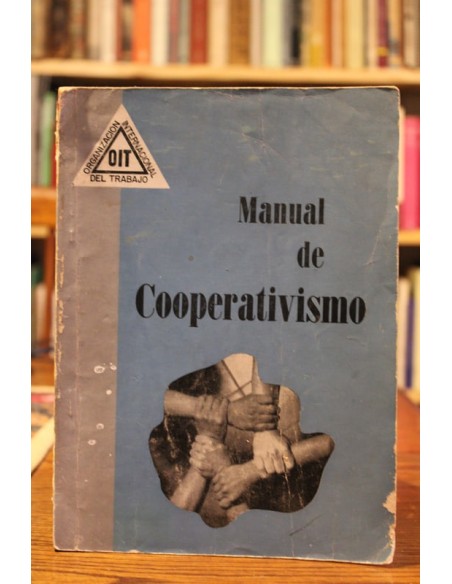 ORGANIZACION
INTERNACIONAL
DEL TRABAJO
OIT
Manual
de
Cooperativismo